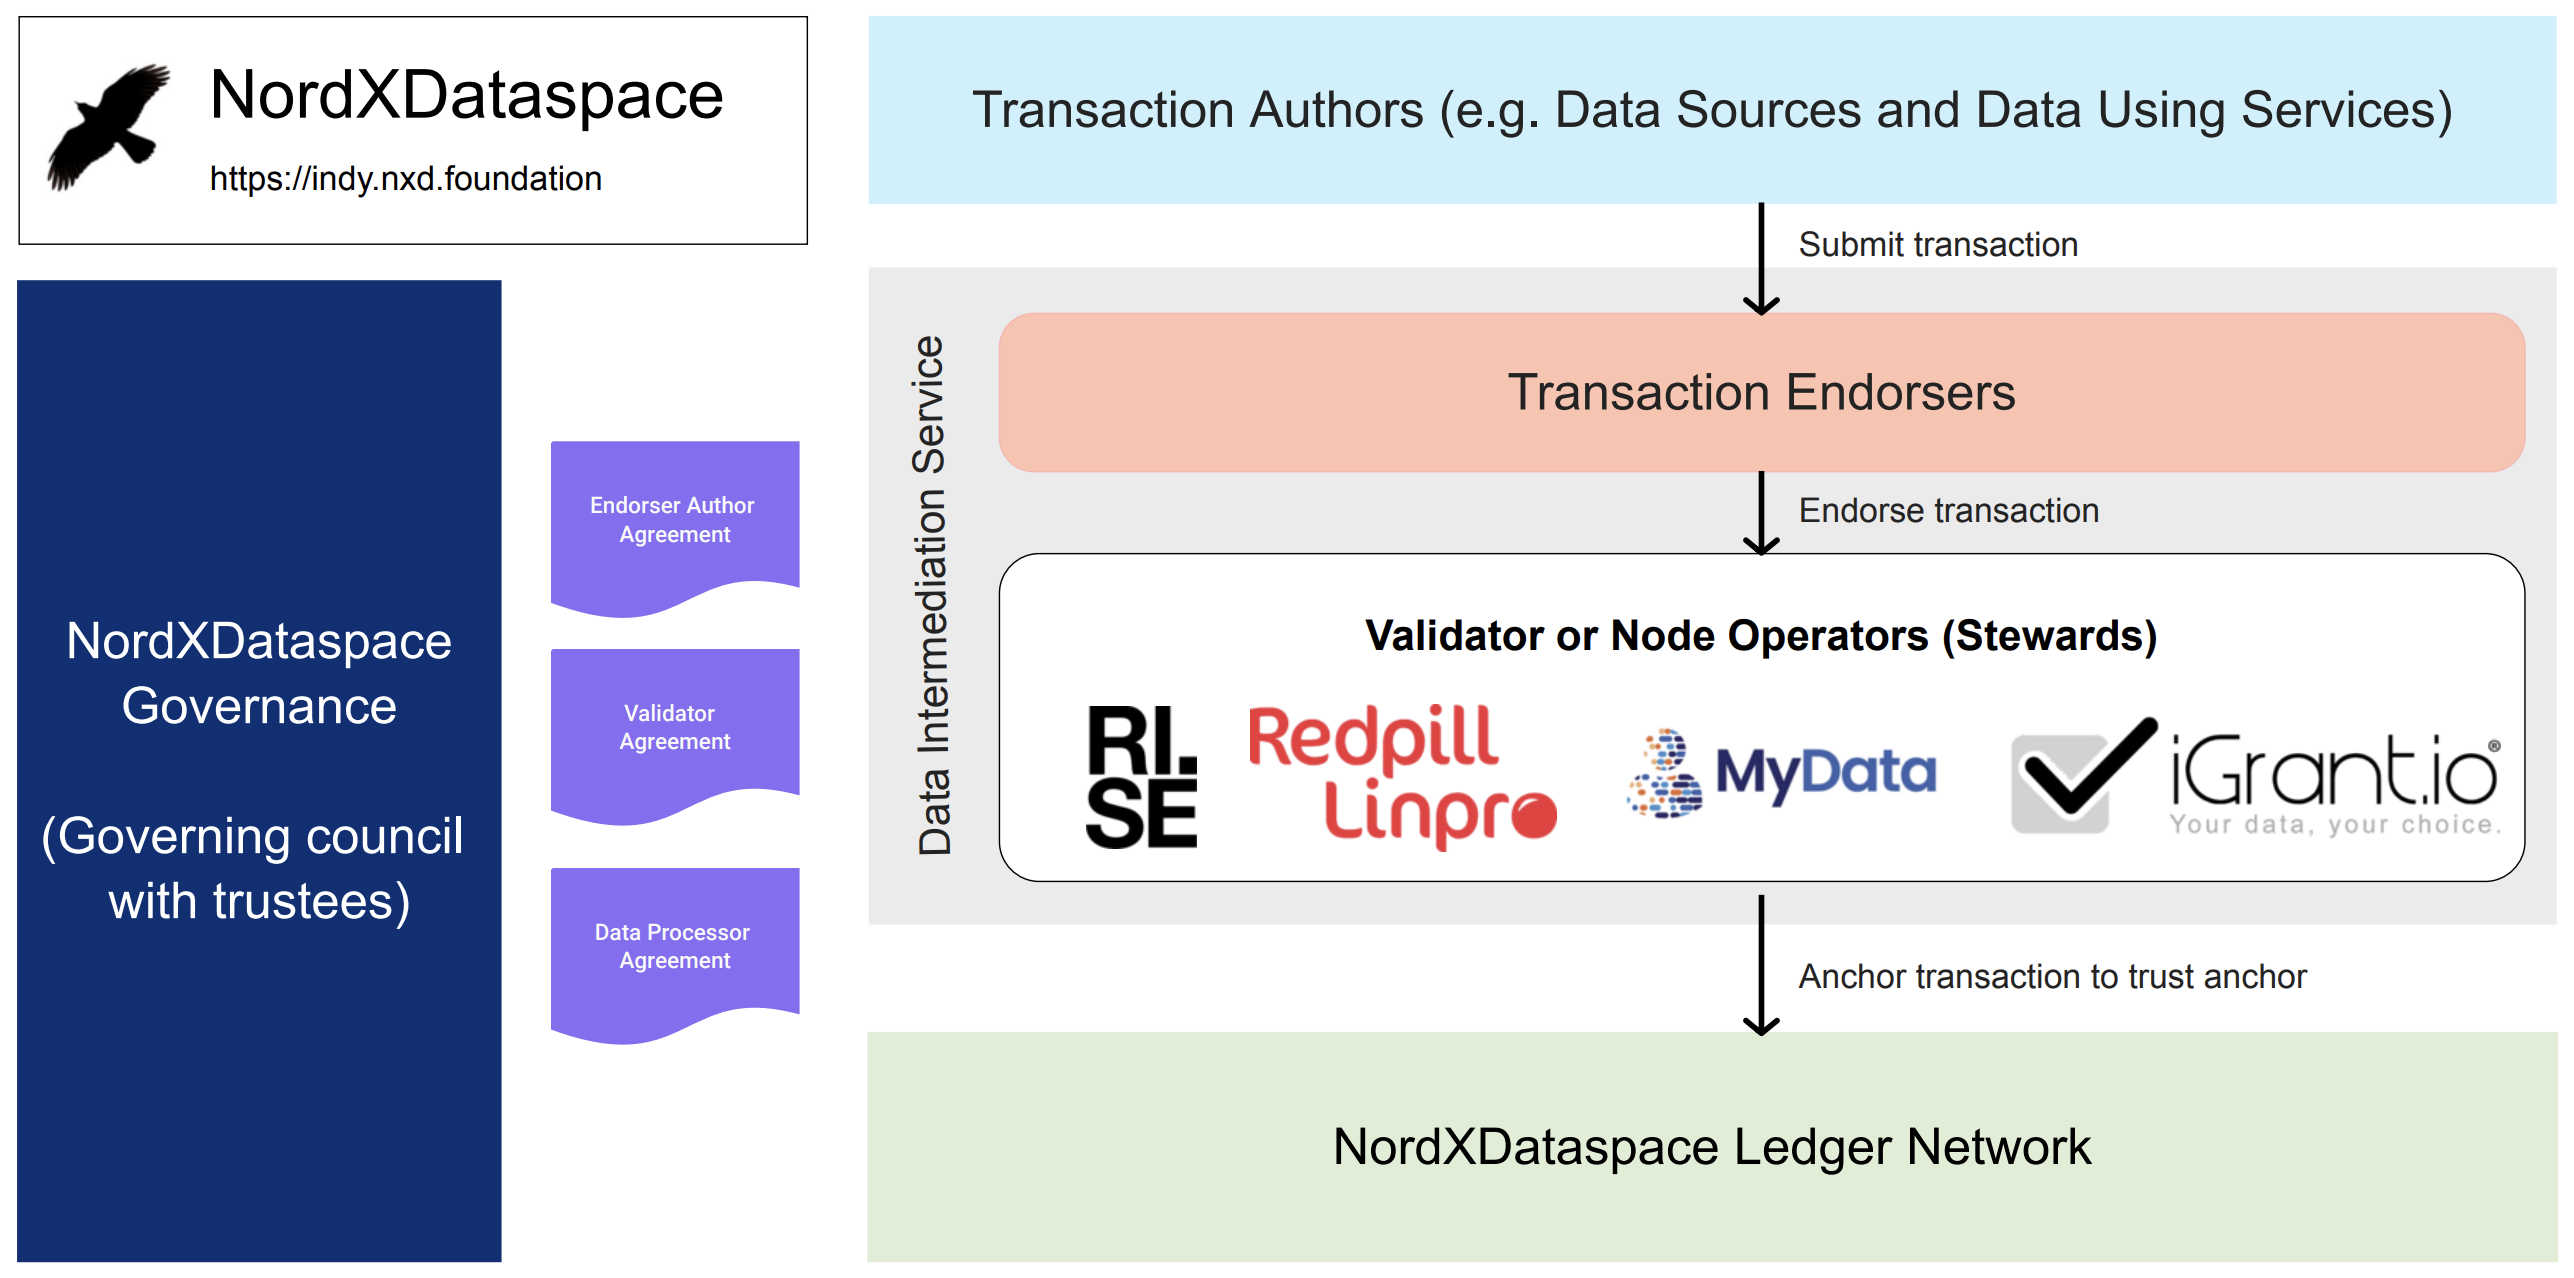 NordXDataspace
https://indy.nxd.foundation
NordXDataspace
Governance
(Governing council
with trustees)
Endorser Author
Agreement
Validator
Agreement
Data Processor
Agreement
Transaction Authors (e.g. Data Sources and Data Using Services)
Submit transaction
Data Intermediation Service
Transaction Endorsers
Endorse transaction
Validator or Node Operators (Stewards)
RI.
SE
Redpill
Linpro
MyData
iGrant.io®
Your data, your choice.
Anchor transaction to trust anchor
NordXDataspace Ledger Network